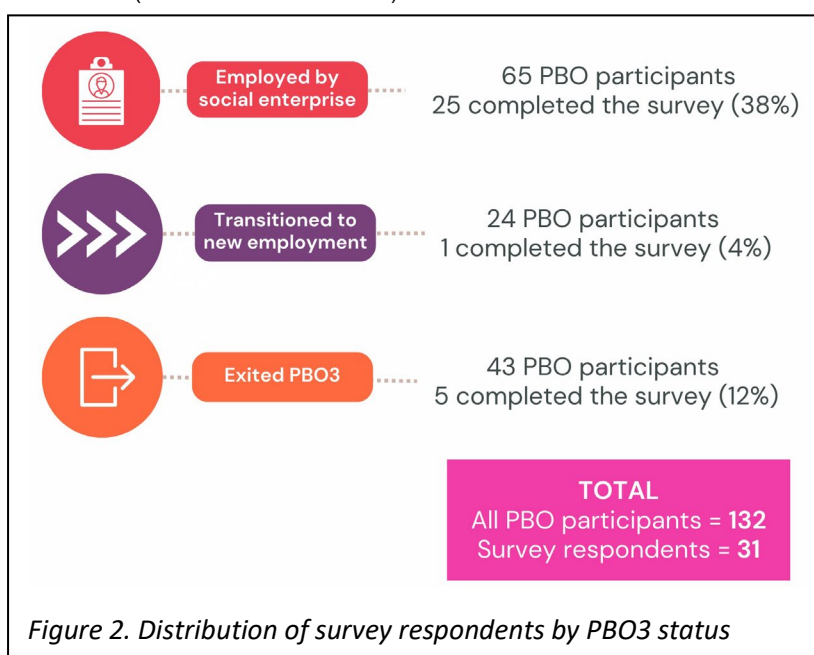 Employed by
social enterprise
65 PBO participants
25 completed the survey (38%)
Transitioned to
new employment
24 PBO participants
1 completed the survey (4%)
Exited PBO3
43 PBO participants
5 completed the survey (12%)
TOTAL
All PBO participants = 132
Survey respondents = 31
Figure 2. Distribution of survey respondents by PBO3 status